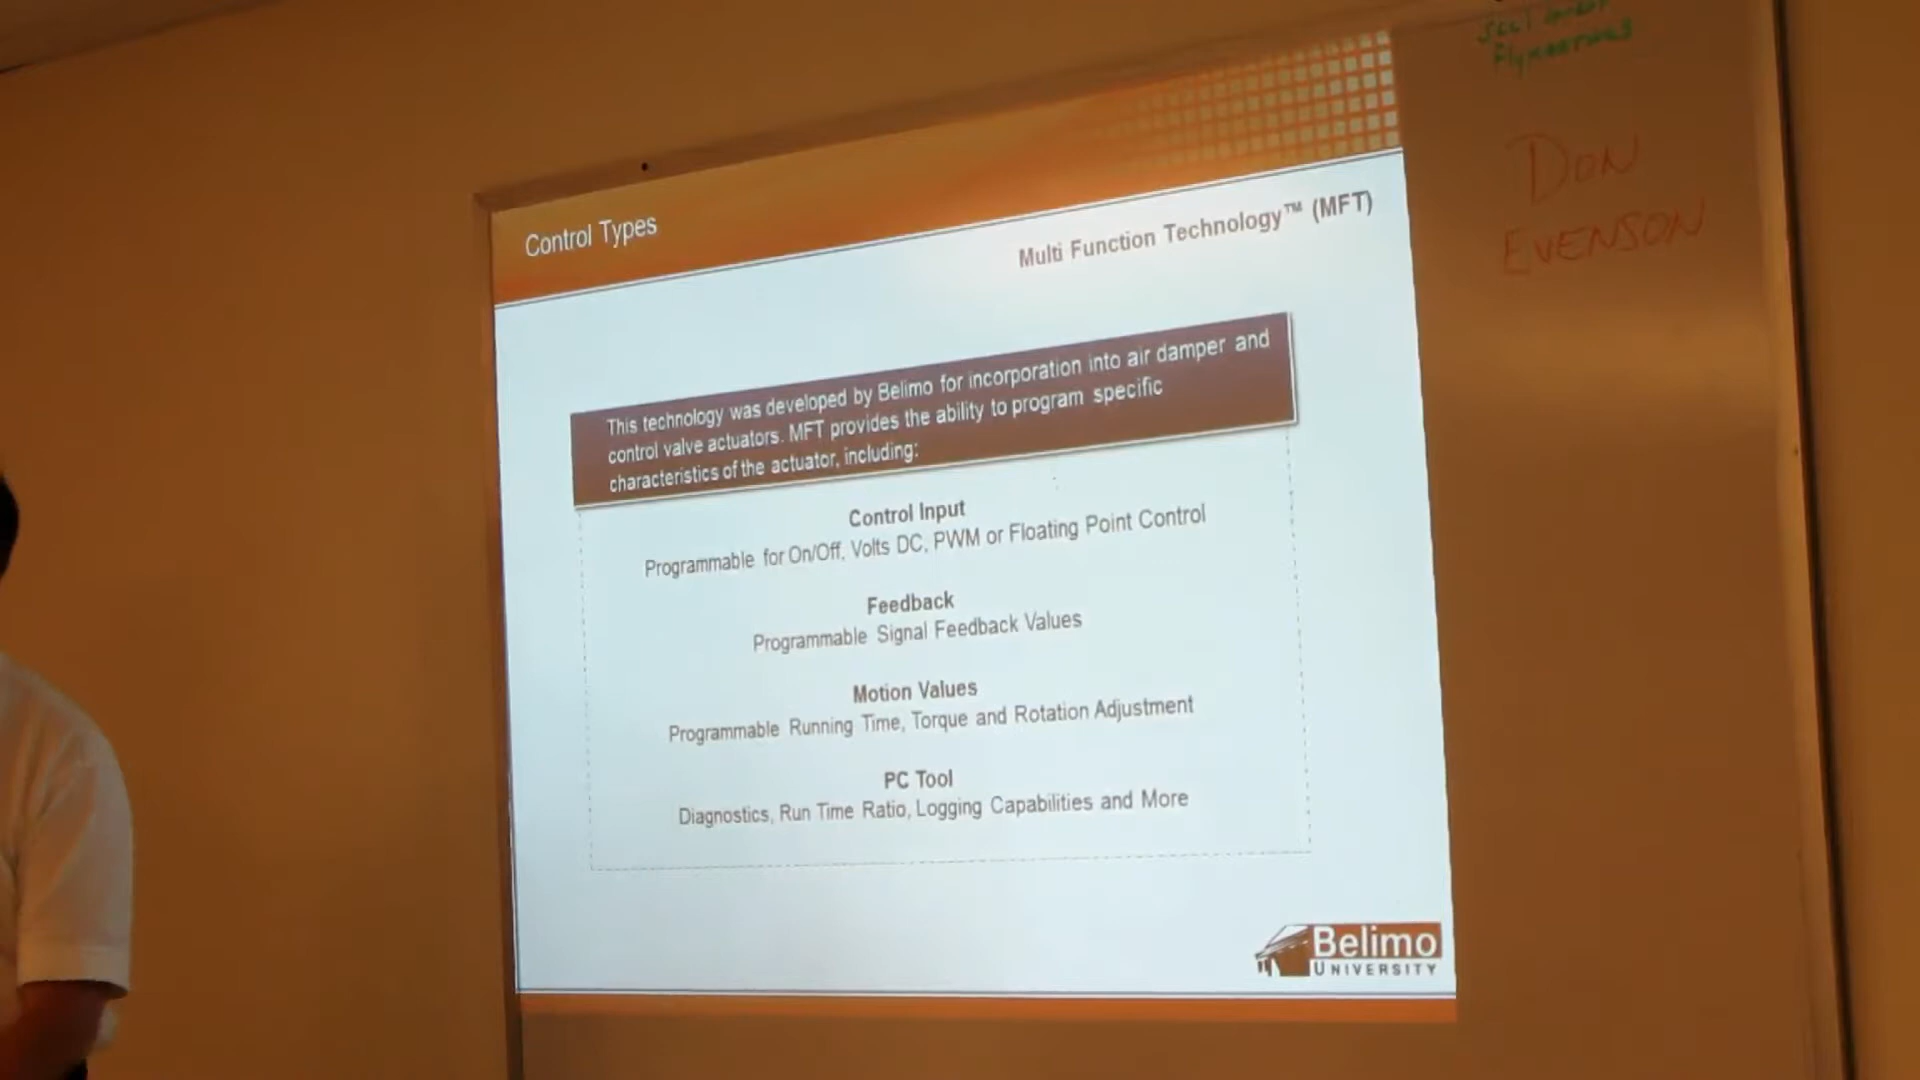 Control Types
Multi Function Technology™ (MFT)
This technology was developed by Belimo for incorporation into air damper and
control valve actuators. MFT provides the ability to program specific
characteristics of the actuator, including:
Control Input
Programmable for On/Off, Volts DC, PWM or Floating Point Control
Feedback
Programmable Signal Feedback Values
Motion Values
Programmable Running Time, Torque and Rotation Adjustment
PC Tool
Diagnostics, Run Time Ratio, Logging Capabilities and More
Belimo
UNIVERSITY
DON
EVENSON